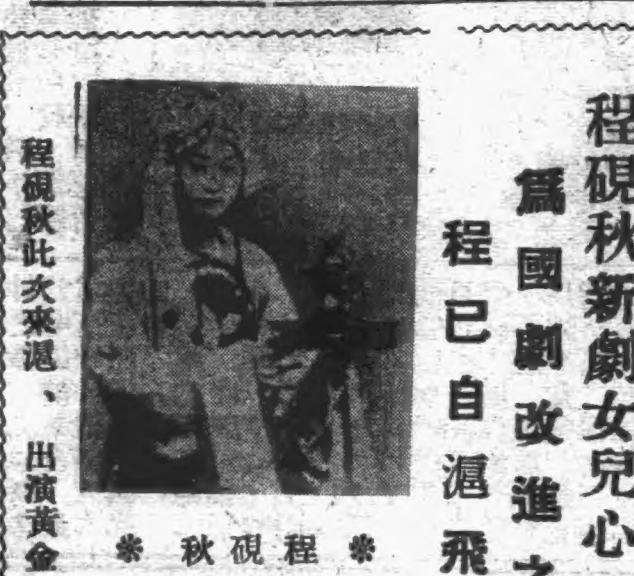 程硯秋新劇女兒心
爲國劇改進之
程已自滬飛
❋ 程硯秋 ❋
程硯秋此次來滬、出演黃金